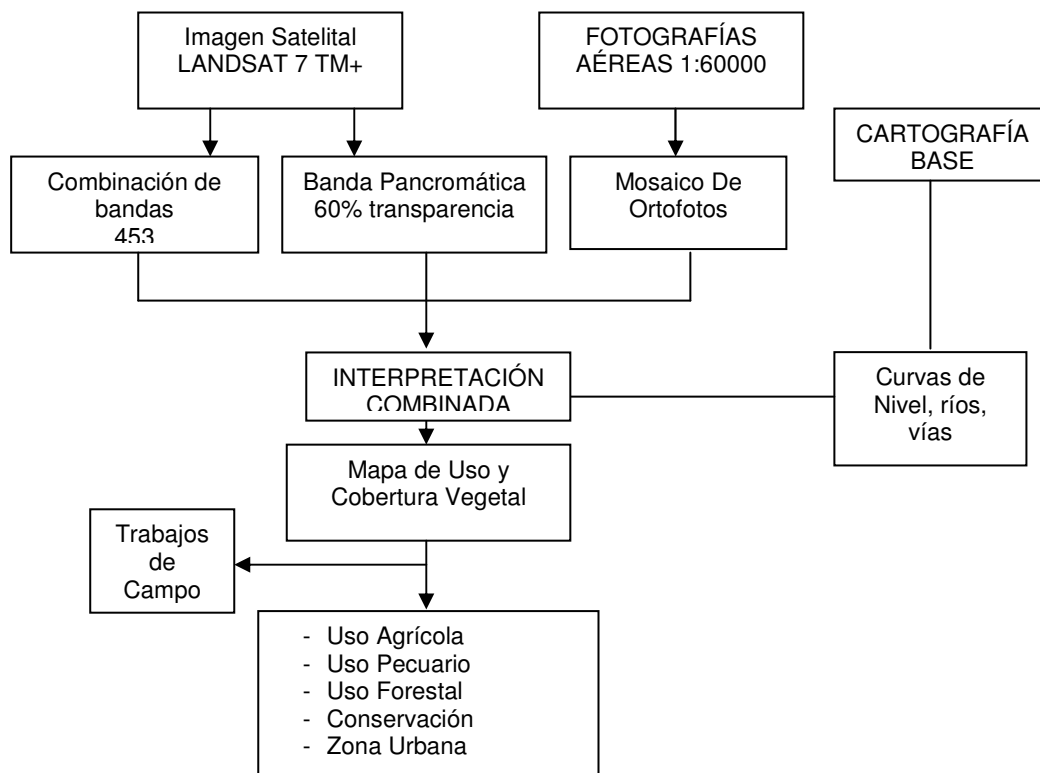 Imagen Satelital
LANDSAT 7 TM+
FOTOGRAFÍAS
AÉREAS 1:60000
CARTOGRAFÍA
BASE
Combinación de
bandas
453
Banda Pancromática
60% transparencia
Mosaico De
Ortofotos
INTERPRETACIÓN
COMBINADA
Curvas de
Nivel, ríos,
vías
Mapa de Uso y
Cobertura Vegetal
Trabajos
de
Campo
- Uso Agrícola
- Uso Pecuario
- Uso Forestal
- Conservación
- Zona Urbana